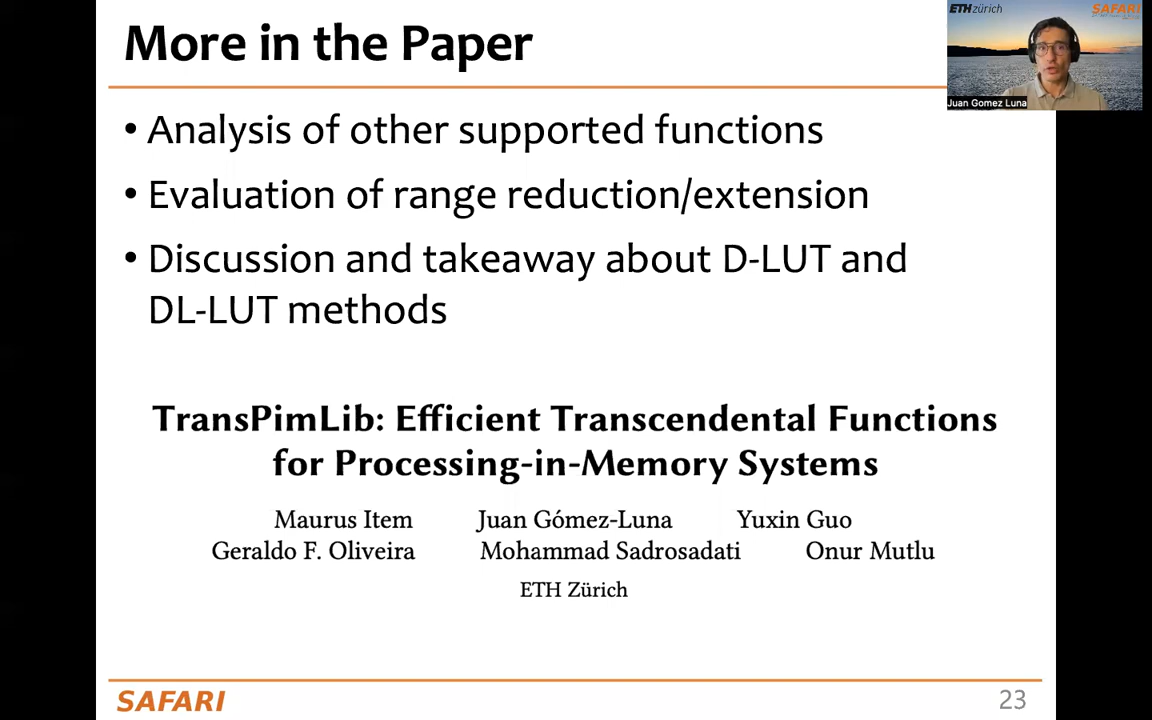 More in the Paper
ETH zürich
SAFARI
Juan Gomez Luna
• Analysis of other supported functions
• Evaluation of range reduction/extension
• Discussion and takeaway about D-LUT and
DL-LUT methods
TransPimLib: Efficient Transcendental Functions
for Processing-in-Memory Systems
Maurus Item Juan Gómez-Luna Yuxin Guo
Geraldo F. Oliveira Mohammad Sadrosadati Onur Mutlu
ETH Zürich
SAFARI
23